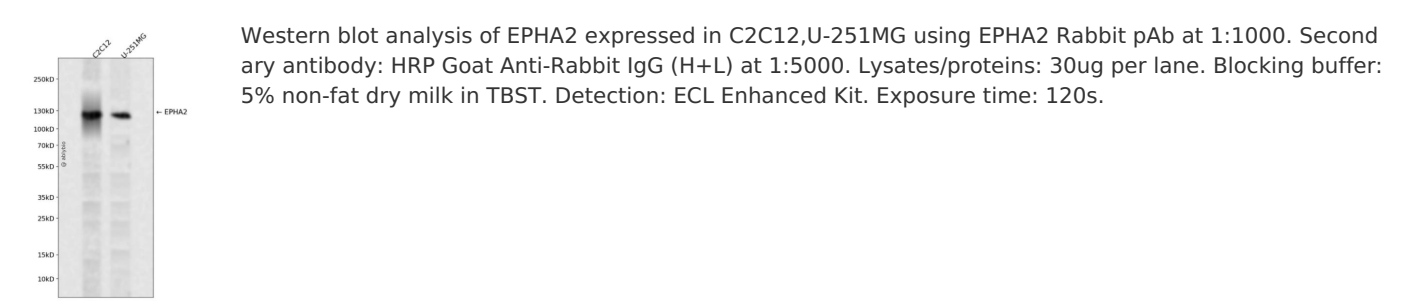 C2C12
U-251MG
250kD
130kD
← EPHA2
100kD
70kD
55kD
35kD
25kD
15kD
10kD
Western blot analysis of EPHA2 expressed in C2C12,U-251MG using EPHA2 Rabbit pAb at 1:1000. Second
ary antibody: HRP Goat Anti-Rabbit IgG (H+L) at 1:5000. Lysates/proteins: 30ug per lane. Blocking buffer:
5% non-fat dry milk in TBST. Detection: ECL Enhanced Kit. Exposure time: 120s.